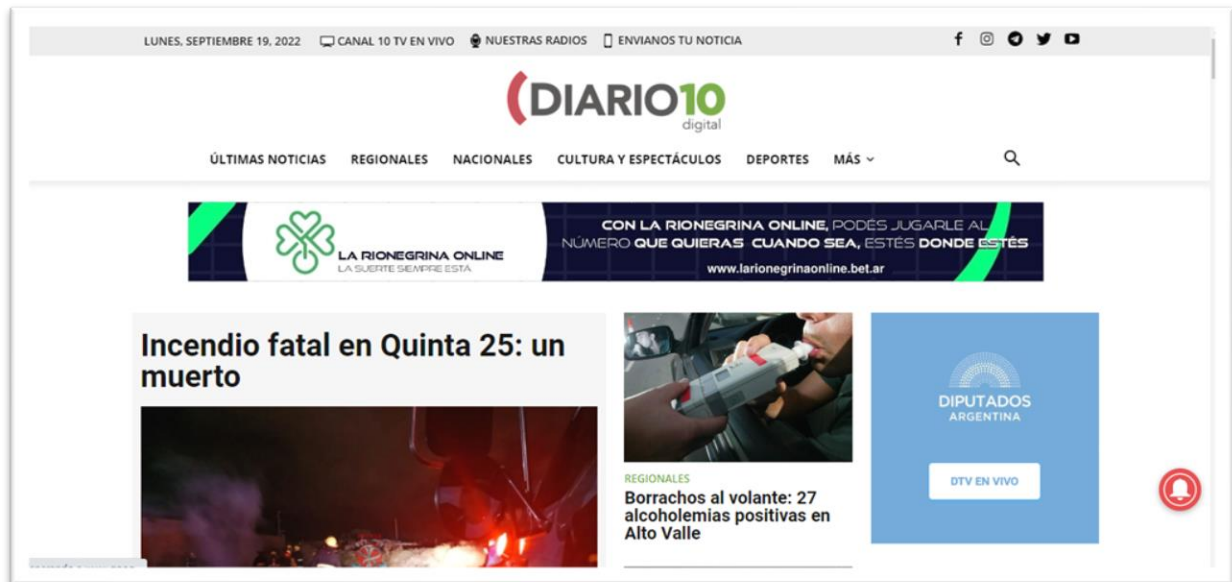 LUNES, SEPTIEMBRE 19, 2022 CANAL 10 TV EN VIVO NUESTRAS RADIOS ENVIANOS TU NOTICIA
DIARIO10
digital
ÚLTIMAS NOTICIAS REGIONALES NACIONALES CULTURA Y ESPECTÁCULOS DEPORTES MÁS
LA RIONEGRINA ONLINE
LA SUERTE SIEMPRE ESTA
CON LA RIONEGRINA ONLINE, PODÉS JUGARLE AL
NÚMERO QUE QUIERAS CUANDO SEA, ESTÉS DONDE ESTÉS
www.larionegrinaonline.bet.ar
Incendio fatal en Quinta 25: un
muerto
REGIONALES
Borrachos al volante: 27
alcoholemias positivas en
Alto Valle
DIPUTADOS
ARGENTINA
DTV EN VIVO